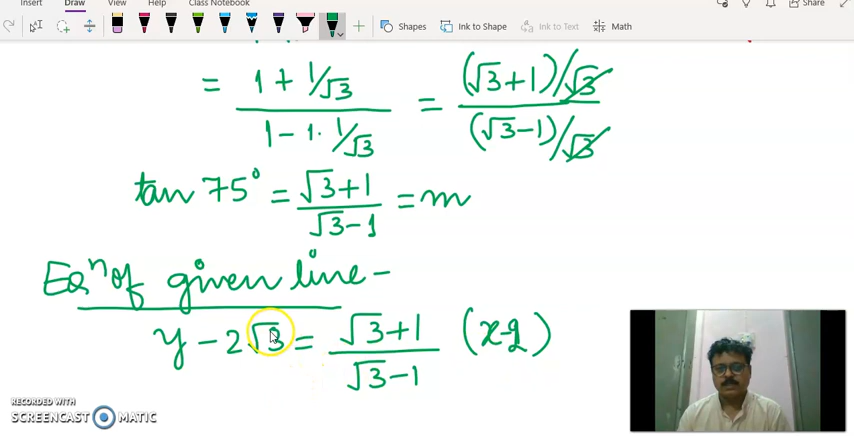 Insert Draw View Help Class Notebook Share
Shapes Ink to Shape Ink to Text Math
= 1 + 1/√3 / 1 - 1 · 1/√3 = (√3+1)/√3 / (√3-1)/√3
tan 75° = √3+1 / √3-1 = m
Eqⁿ of given line -
y - 2√3 = √3+1 / √3-1 (x-2)
RECORDED WITH
SCREENCAST MATIC